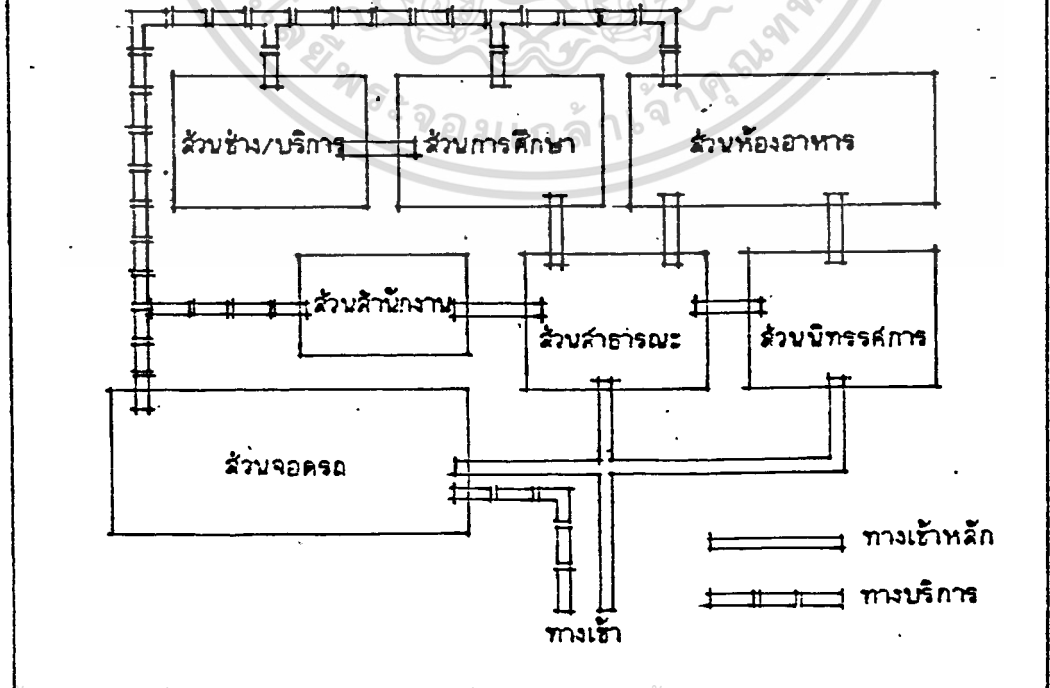 ส่วนช่าง/บริการ
ส่วนการศึกษา
ส่วนห้องอาหาร
ส่วนสำนักงาน
ส่วนสาธารณะ
ส่วนนิทรรศการ
ส่วนจอดรถ
ทางเข้าหลัก
ทางบริการ
ทางเข้า